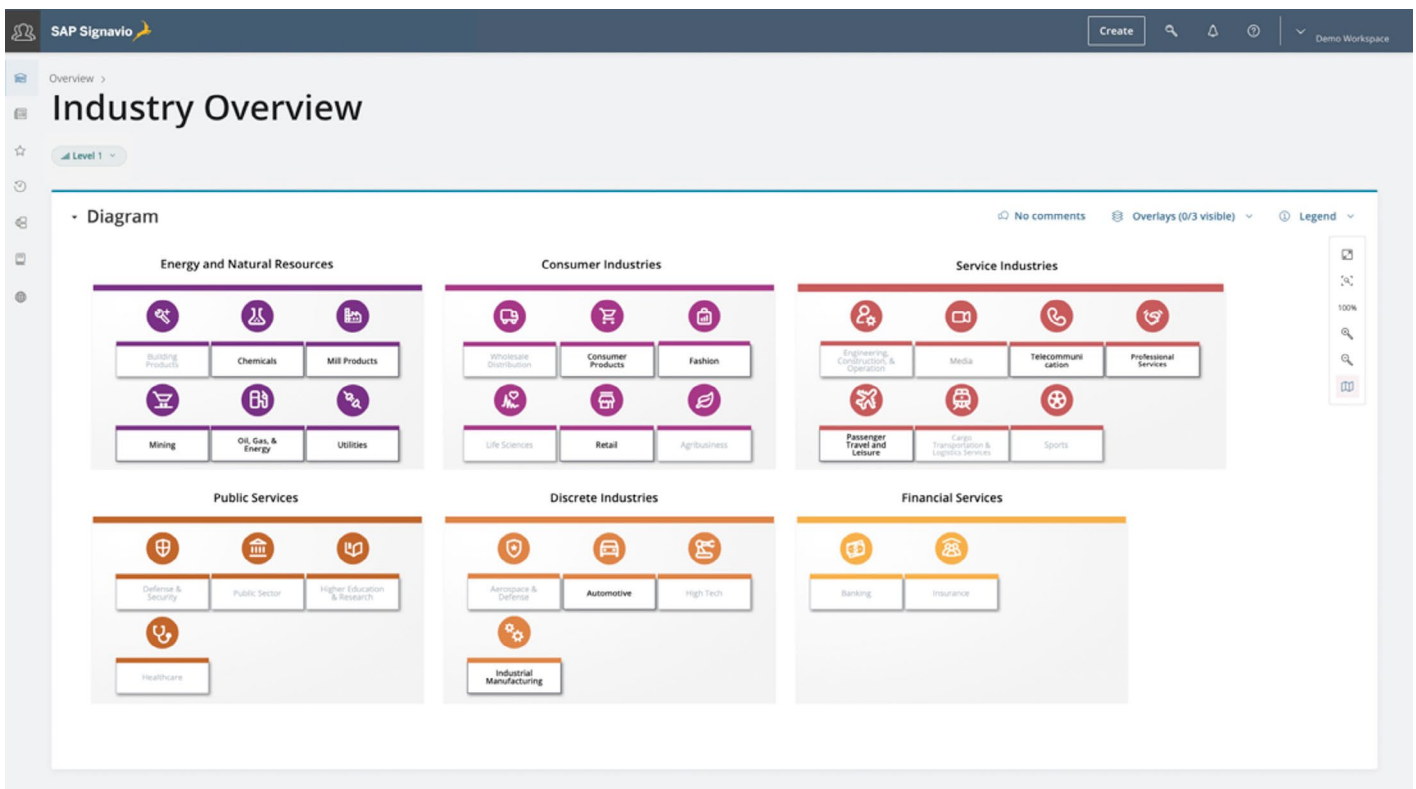 SAP Signavio
Create
Demo Workspace
Overview >
Industry Overview
Level 1
Diagram
No comments
Overlays (0/3 visible)
Legend
100%
Energy and Natural Resources
Building
Products
Chemicals
Mill Products
Mining
Oil, Gas, &
Energy
Utilities
Consumer Industries
Wholesale
Distribution
Consumer
Products
Fashion
Life Sciences
Retail
Agribusiness
Service Industries
Engineering,
Construction, &
Operation
Media
Telecommuni
cation
Professional
Services
Passenger
Travel and
Leisure
Cargo
Transportation &
Logistics Services
Sports
Public Services
Defense &
Security
Public Sector
Higher Education
& Research
Healthcare
Discrete Industries
Aerospace &
Defense
Automotive
High Tech
Industrial
Manufacturing
Financial Services
Banking
Insurance